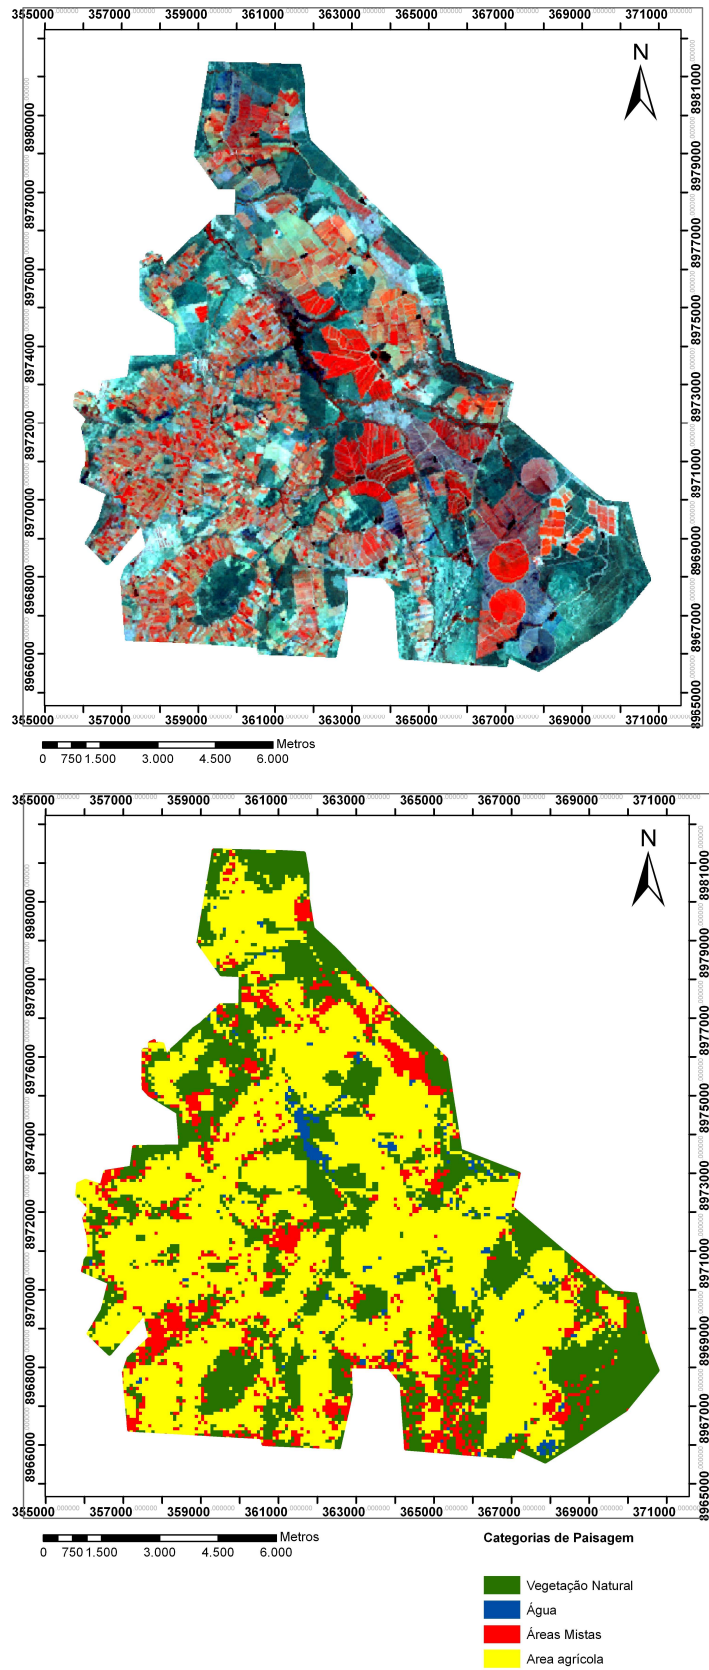 355000 357000 359000 361000 363000 365000 367000 369000 371000
N
8980000
8978000
8976000
8974000
8972000
8970000
8968000
8966000
8981000
8979000
8977000
8975000
8973000
8971000
8969000
8967000
8965000
355000 357000 359000 361000 363000 365000 367000 369000 371000
Metros
0 750 1.500 3.000 4.500 6.000
355000 357000 359000 361000 363000 365000 367000 369000 371000
N
8980000
8978000
8976000
8974000
8972000
8970000
8968000
8966000
8981000
8979000
8977000
8975000
8973000
8971000
8969000
8967000
8965000
355000 357000 359000 361000 363000 365000 367000 369000 371000
Metros
0 750 1.500 3.000 4.500 6.000
Categorias de Paisagem
Vegetação Natural
Água
Áreas Mistas
Area agrícola